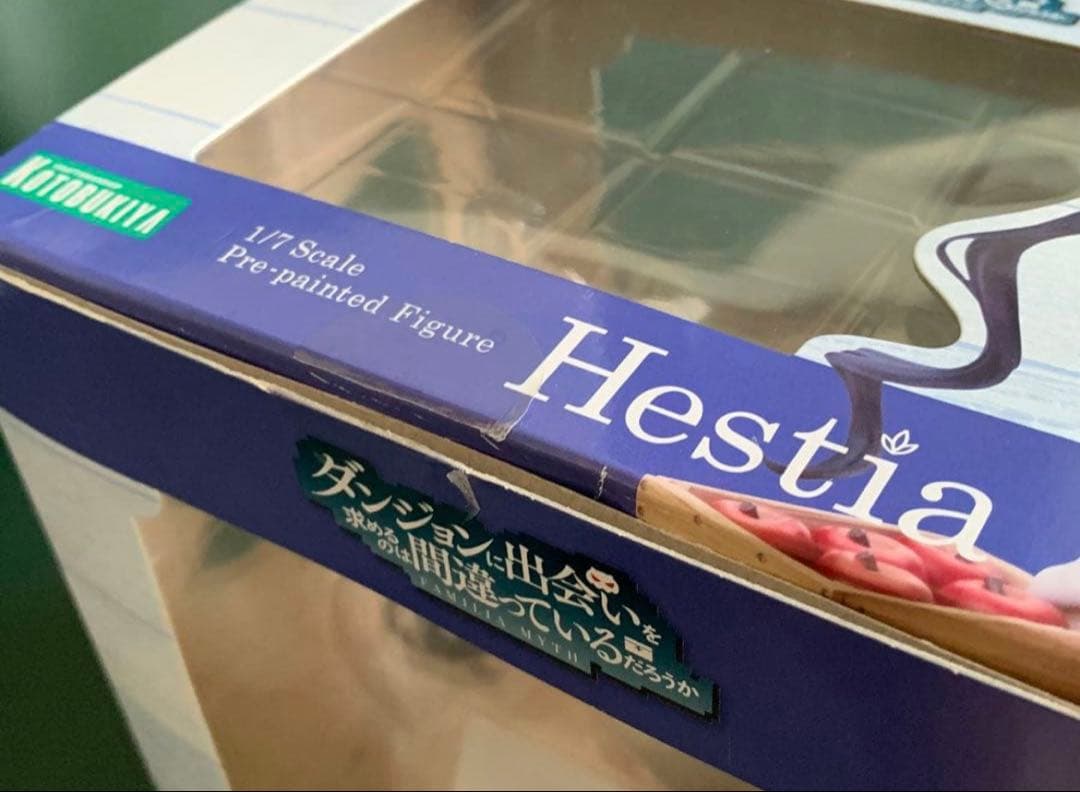 KOTOBUKIYA
1/7 Scale
Pre-painted Figure
Hestia
ダンジョンに出会いを
求めるのは間違っているだろうか
FAMILIA MYTH